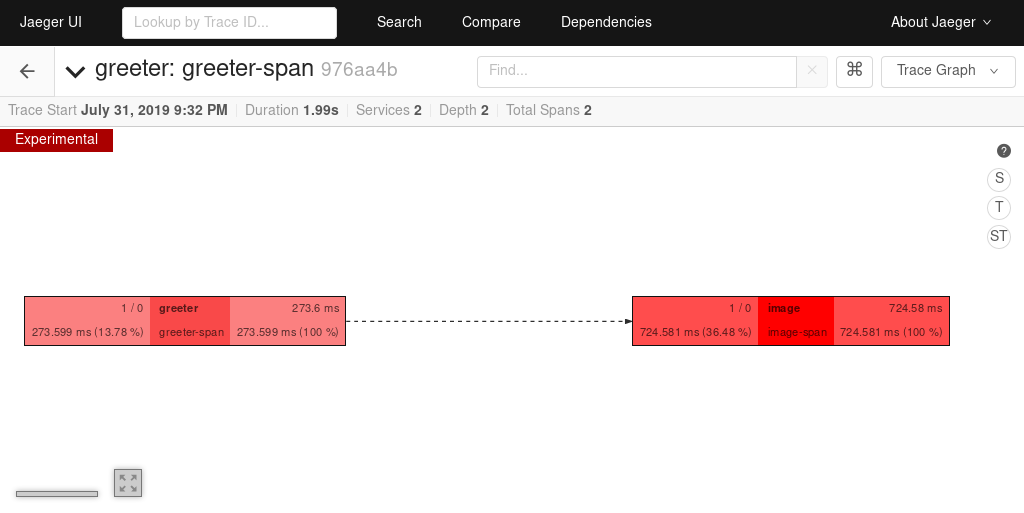 Jaeger UI Lookup by Trace ID... Search Compare Dependencies About Jaeger
greeter: greeter-span 976aa4b Find... × ⌘ Trace Graph
Trace Start July 31, 2019 9:32 PM Duration 1.99s Services 2 Depth 2 Total Spans 2
Experimental
?
S
T
ST
1 / 0 greeter 273.6 ms
273.599 ms (13.78 %) greeter-span 273.599 ms (100 %)
1 / 0 image 724.58 ms
724.581 ms (36.48 %) image-span 724.581 ms (100 %)